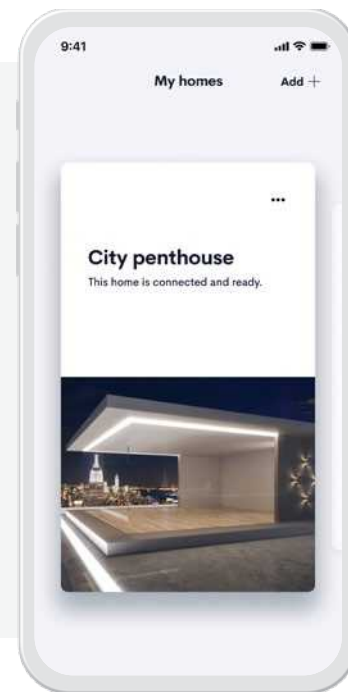 9:41
My homes
Add +
•••
City penthouse
This home is connected and ready.